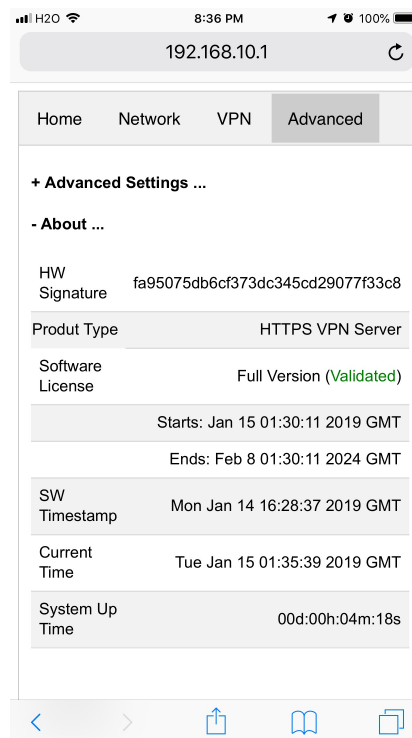 H2O 8:36 PM 100%
192.168.10.1
Home Network VPN Advanced
+ Advanced Settings ...
- About ...
HW
Signature
fa95075db6cf373dc345cd29077f33c8
Produt Type HTTPS VPN Server
Software
License
Full Version (Validated)
Starts: Jan 15 01:30:11 2019 GMT
Ends: Feb 8 01:30:11 2024 GMT
SW
Timestamp
Mon Jan 14 16:28:37 2019 GMT
Current
Time
Tue Jan 15 01:35:39 2019 GMT
System Up
Time
00d:00h:04m:18s